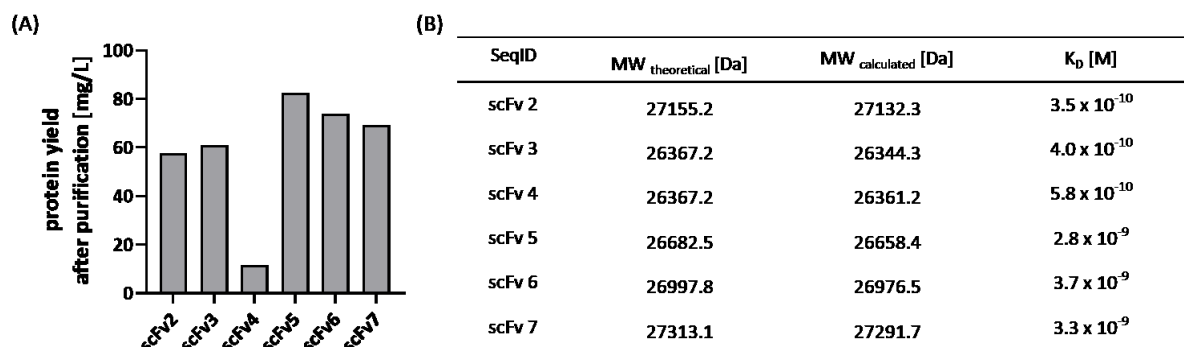 (A)
protein yield
after purification [mg/L]
100
80
60
40
20
0
scFv2
scFv3
scFv4
scFv5
scFv6
scFv7
(B)
SeqID MW theoretical [Da] MW calculated [Da] K_D [M]
scFv 2 27155.2 27132.3 3.5 x 10⁻¹⁰
scFv 3 26367.2 26344.3 4.0 x 10⁻¹⁰
scFv 4 26367.2 26361.2 5.8 x 10⁻¹⁰
scFv 5 26682.5 26658.4 2.8 x 10⁻⁹
scFv 6 26997.8 26976.5 3.7 x 10⁻⁹
scFv 7 27313.1 27291.7 3.3 x 10⁻⁹